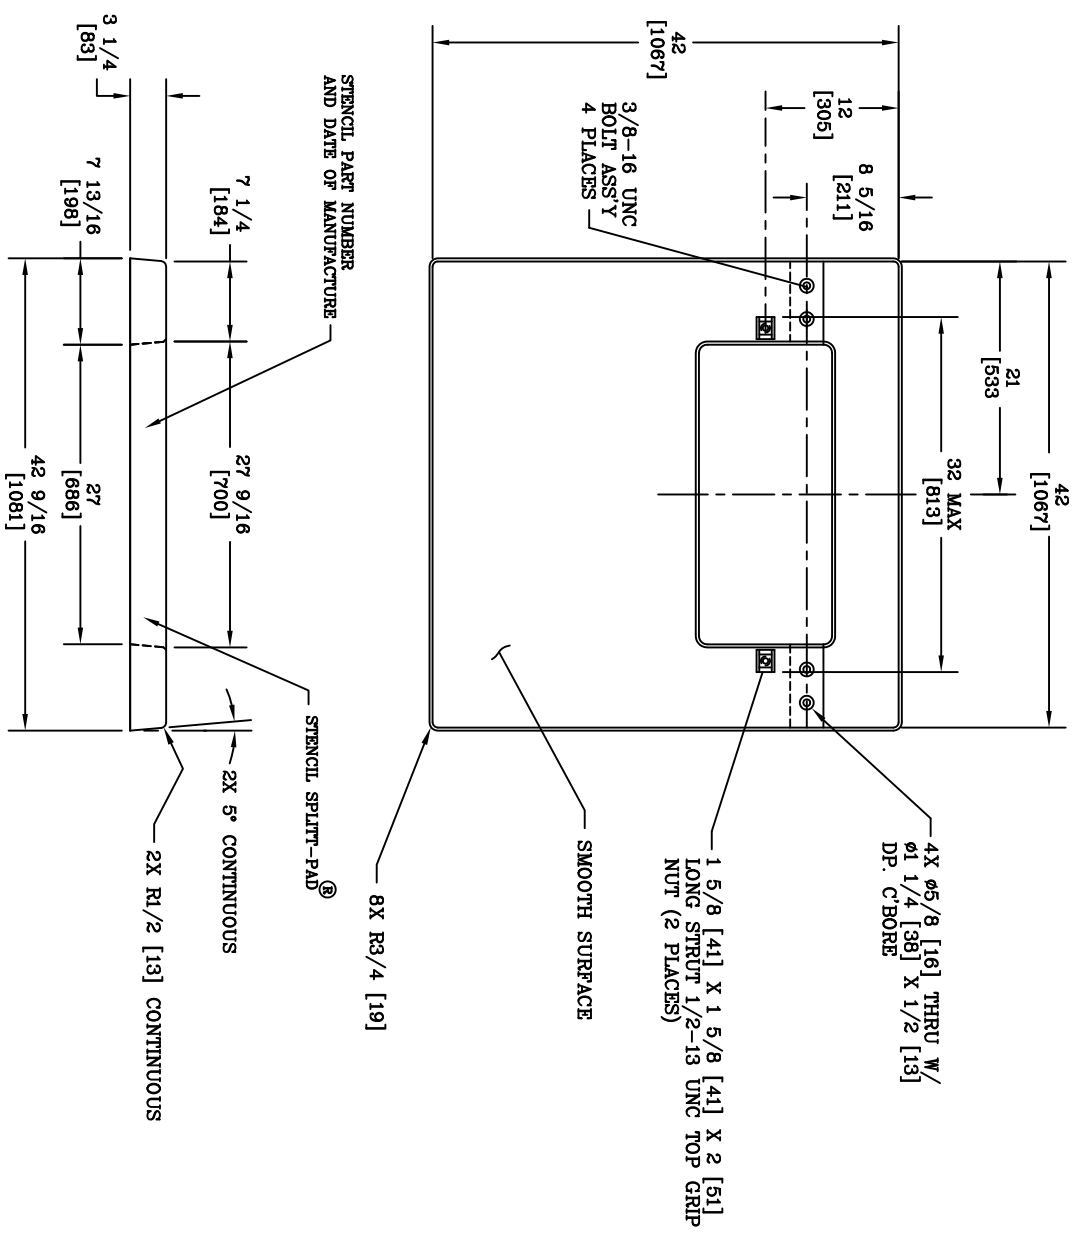 42
[1067]
21
[533
32 MAX
[813]
42
[1067]
12
[305]
8 5/16
[211]
3/8-16 UNC
BOLT ASS'Y
4 PLACES
4X ø5/8 [16] THRU W/
ø1 1/4 [38] X 1/2 [13]
DP. C'BORE
1 5/8 [41] X 1 5/8 [41] X 2 [51]
LONG STRUT 1/2-13 UNC TOP GRIP
NUT (2 PLACES)
SMOOTH SURFACE
8X R3/4 [19]
STENCIL PART NUMBER
AND DATE OF MANUFACTURE
STENCIL SPLITT-PAD®
7 1/4
[184]
27 9/16
[700]
2X 5° CONTINUOUS
2X R1/2 [13] CONTINUOUS
3 1/4
[83]
7 13/16
[198]
27
[686]
42 9/16
[1081]